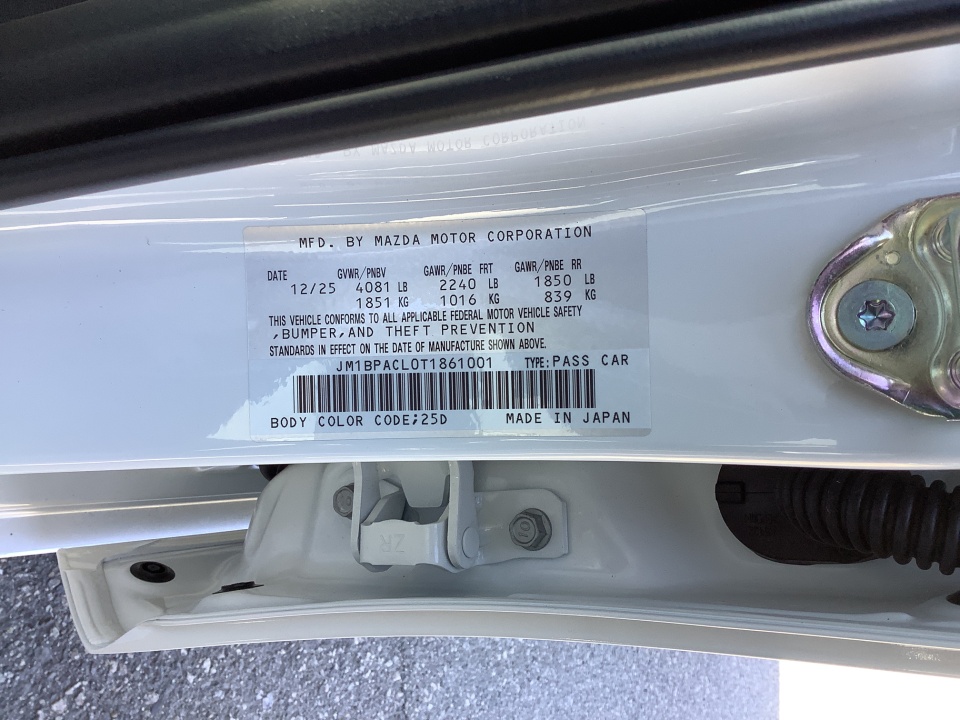 MFD. BY MAZDA MOTOR CORPORATION
DATE GVWR/PNBV GAWR/PNBE FRT GAWR/PNBE RR
12/25 4081 LB 2240 LB 1850 LB
1851 KG 1016 KG 839 KG
THIS VEHICLE CONFORMS TO ALL APPLICABLE FEDERAL MOTOR VEHICLE SAFETY
,BUMPER,AND THEFT PREVENTION
STANDARDS IN EFFECT ON THE DATE OF MANUFACTURE SHOWN ABOVE.
JM1BPACL0T1861001 TYPE:PASS CAR
BODY COLOR CODE;25D MADE IN JAPAN
ZR
10